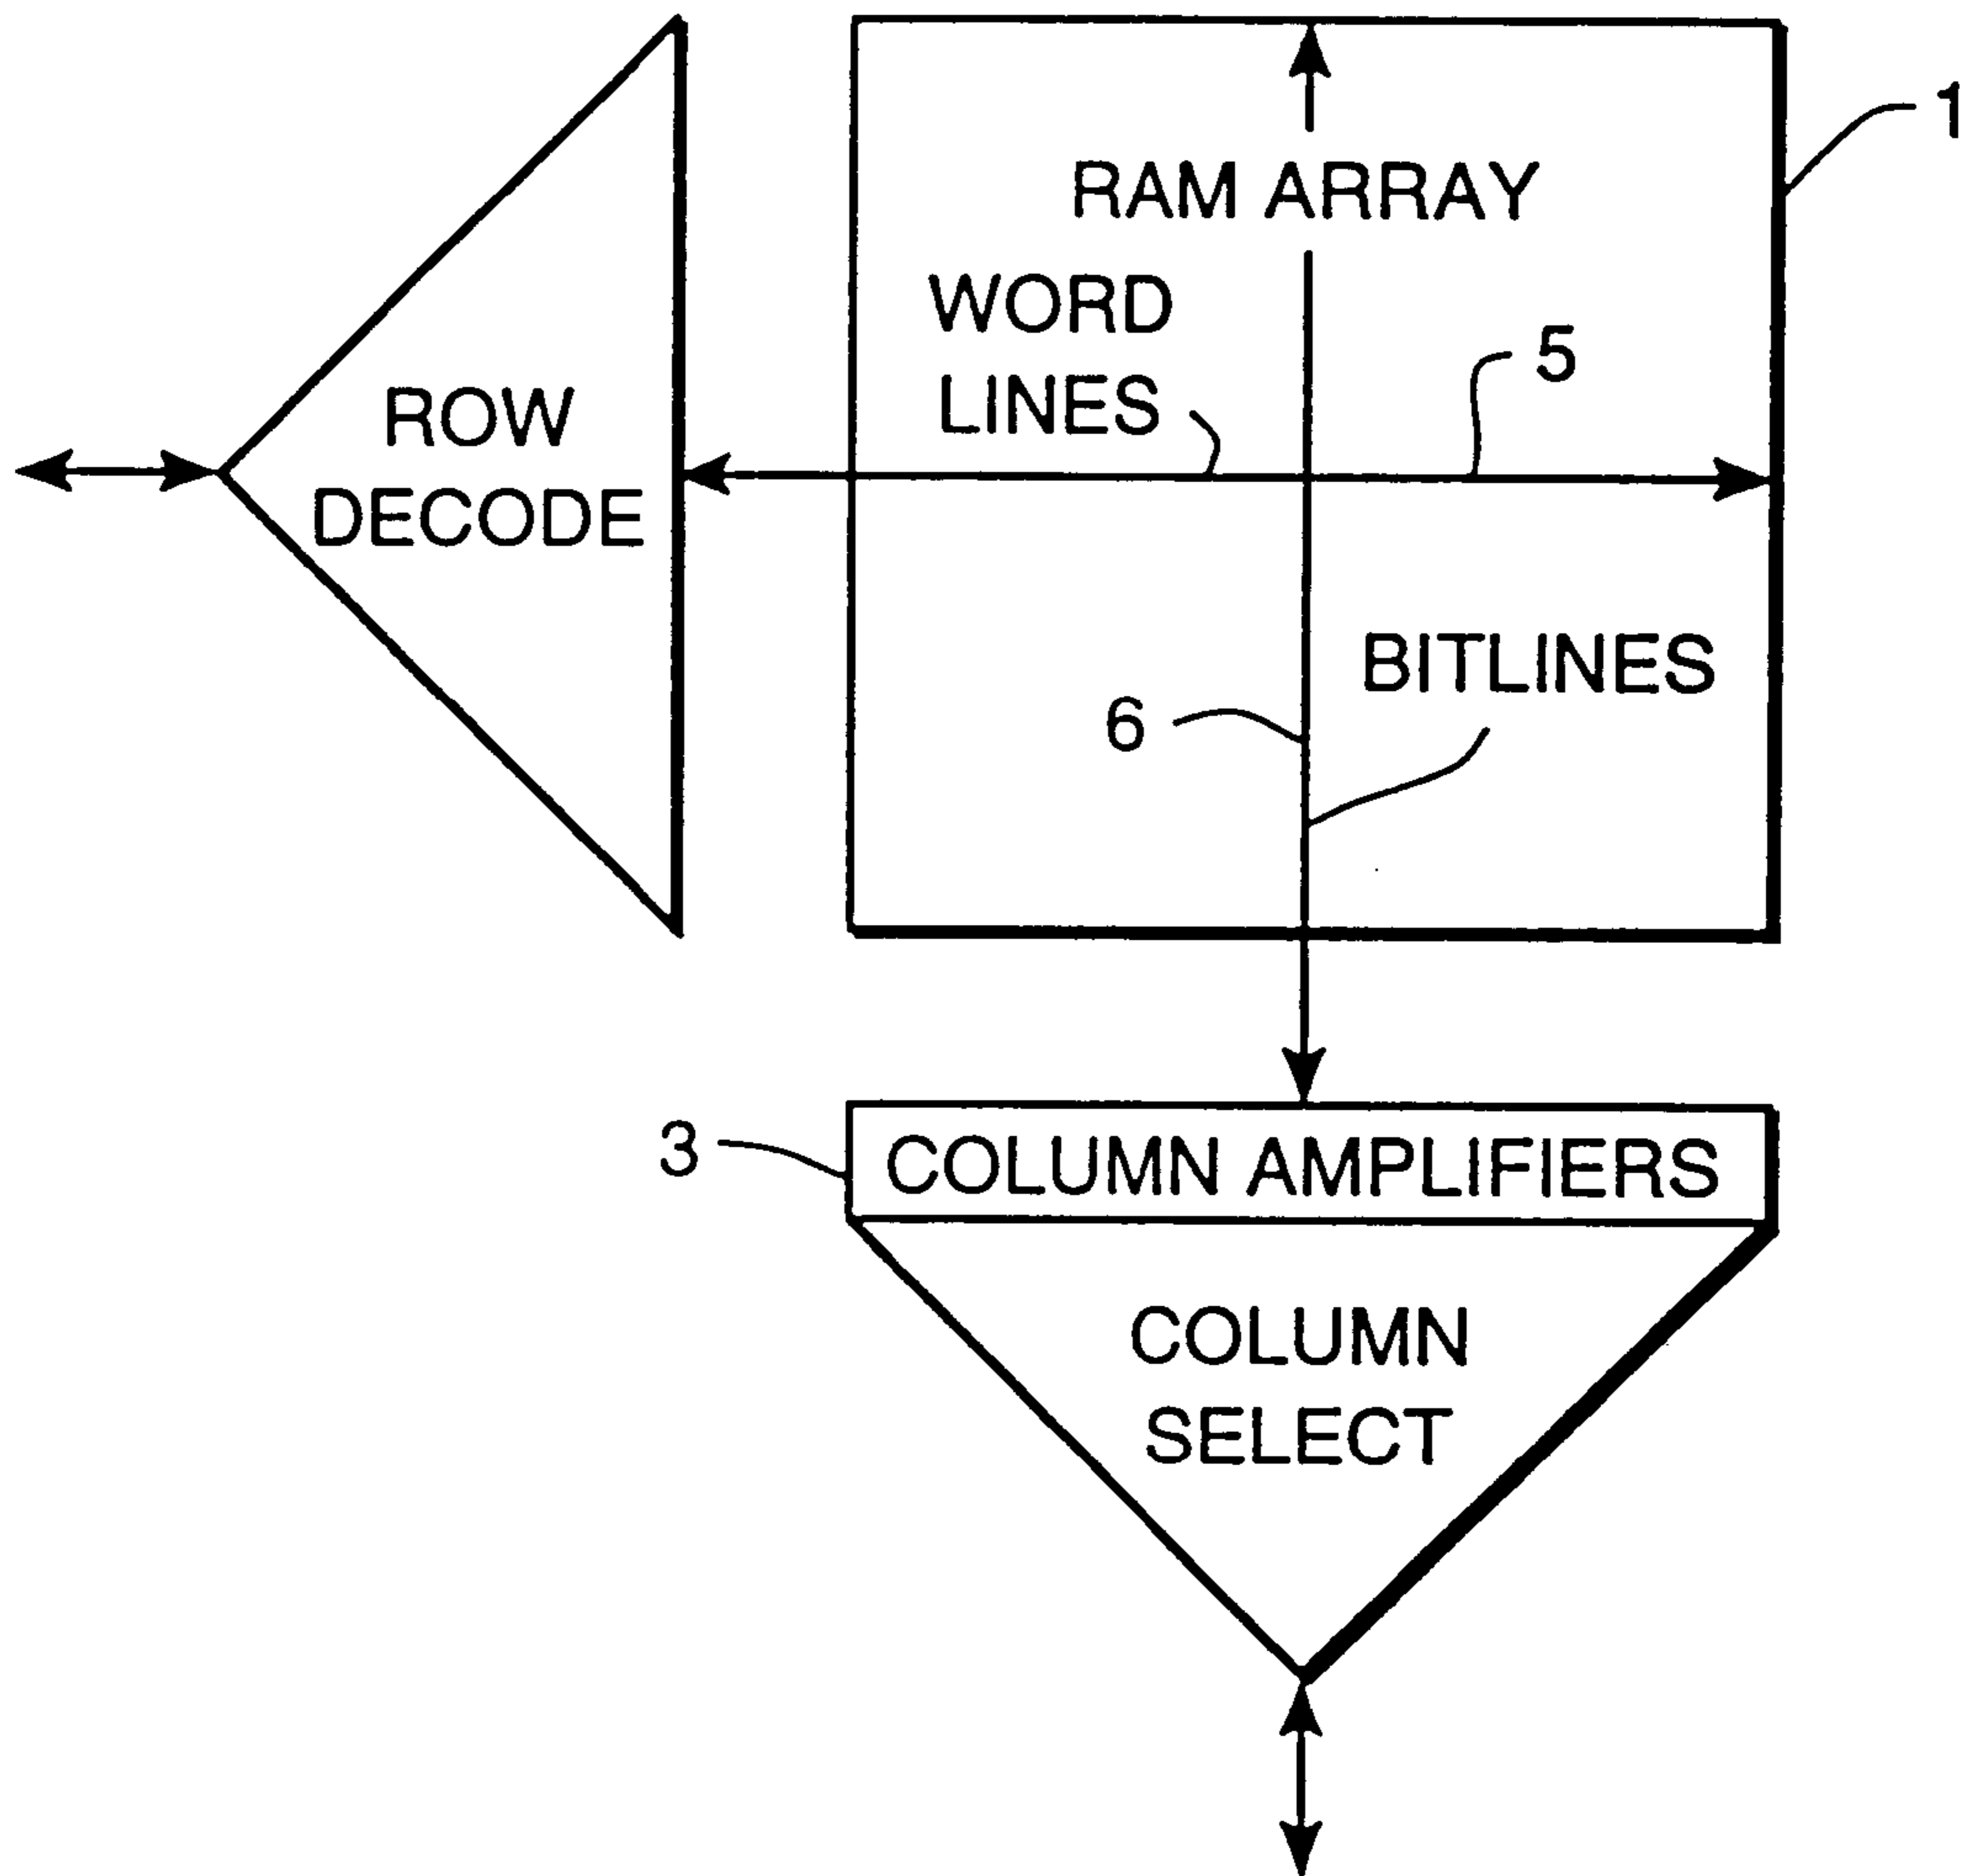 1
RAM ARRAY
WORD
LINES
5
ROW
DECODE
BITLINES
6
3
COLUMN AMPLIFIERS
COLUMN
SELECT